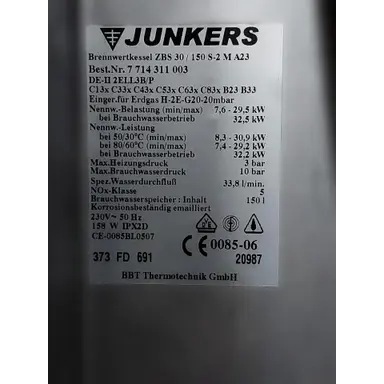 JUNKERS
Brennwertkessel ZBS 30 / 150 S-2 M A23
Best.Nr. 7 714 311 003
DE-II 2ELL3B/P
C13x C33x C43x C53x C63x C83x B23 B33
Einger.für Erdgas H-2E-G20-20mbar
Nennw.-Belastung (min/max) 7,6 - 29,5 kW
bei Brauchwasserbetrieb 32,5 kW
Nennw.-Leistung
bei 50/30°C (min/max) 8,3 - 30,9 kW
bei 80/60°C (min/max) 7,4 - 29,2 kW
bei Brauchwasserbetrieb 32,2 kW
Max.Heizungsdruck 3 bar
Max.Brauchwasserdruck 10 bar
Spez.Wasserdurchfluß 33,8 l/min.
NOx-Klasse 5
Brauchwasserspeicher : Inhalt 150 l
Korrosionsbeständig emailliert
230V~ 50 Hz
158 W IPX2D
CE-0085BL0507
CE 0085-06
373 FD 691 20987
BBT Thermotechnik GmbH